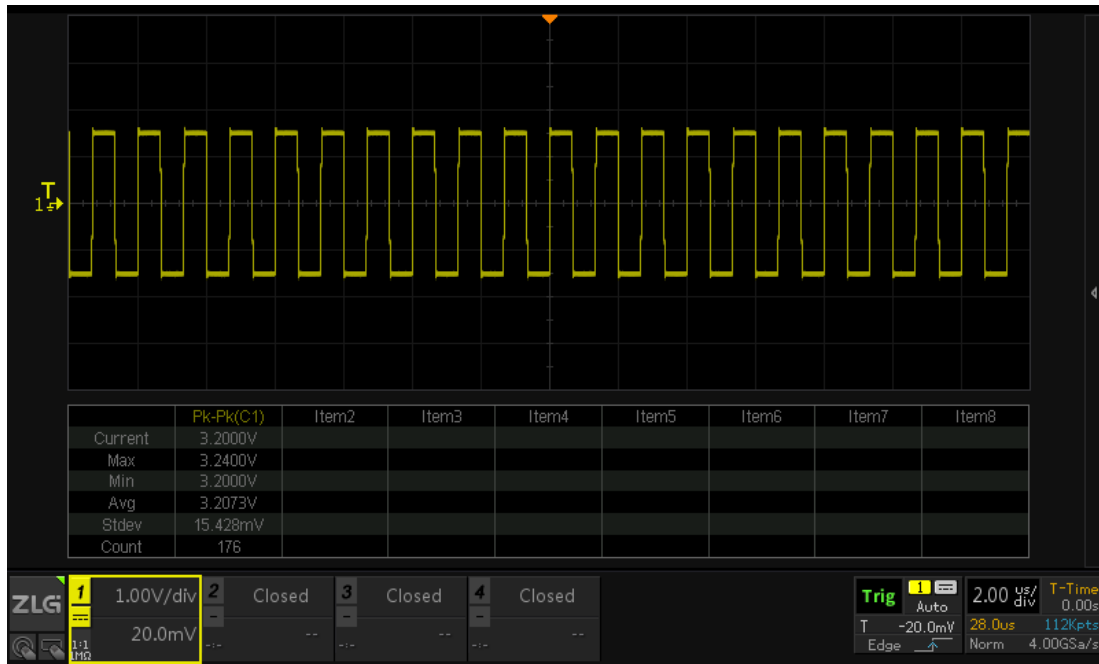 T
1
Pk-Pk(C1) Item2 Item3 Item4 Item5 Item6 Item7 Item8
Current 3.2000V
Max 3.2400V
Min 3.2000V
Avg 3.2073V
Stdev 15.428mV
Count 176
ZLG
1 1.00V/div
20.0mV
1:1
1MΩ
2 Closed
--
-:-
3 Closed
--
-:-
4 Closed
--
-:-
Trig 1 Auto
T -20.0mV
Edge
2.00 us/div
T-Time
0.00s
28.0us 112Kpts
Norm 4.00GSa/s